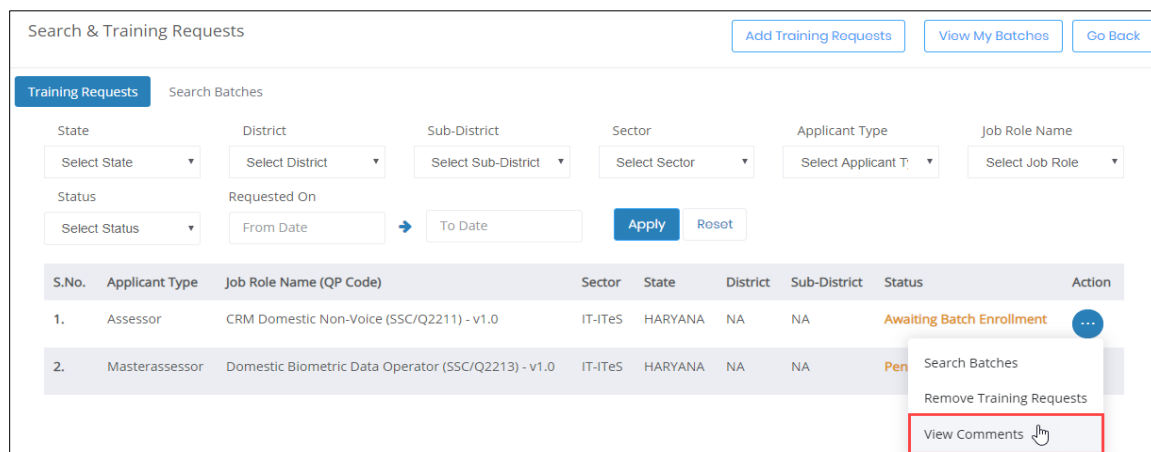 Search & Training Requests Add Training Requests View My Batches Go Back
Training Requests Search Batches
State District Sub-District Sector Applicant Type Job Role Name
Select State Select District Select Sub-District Select Sector Select Applicant T Select Job Role
Status Requested On
Select Status From Date To Date Apply Reset
S.No. Applicant Type Job Role Name (QP Code) Sector State District Sub-District Status Action
1. Assessor CRM Domestic Non-Voice (SSC/Q2211) - v1.0 IT-ITeS HARYANA NA NA Awaiting Batch Enrollment
2. Masterassessor Domestic Biometric Data Operator (SSC/Q2213) - v1.0 IT-ITeS HARYANA NA NA Pen
Search Batches
Remove Training Requests
View Comments